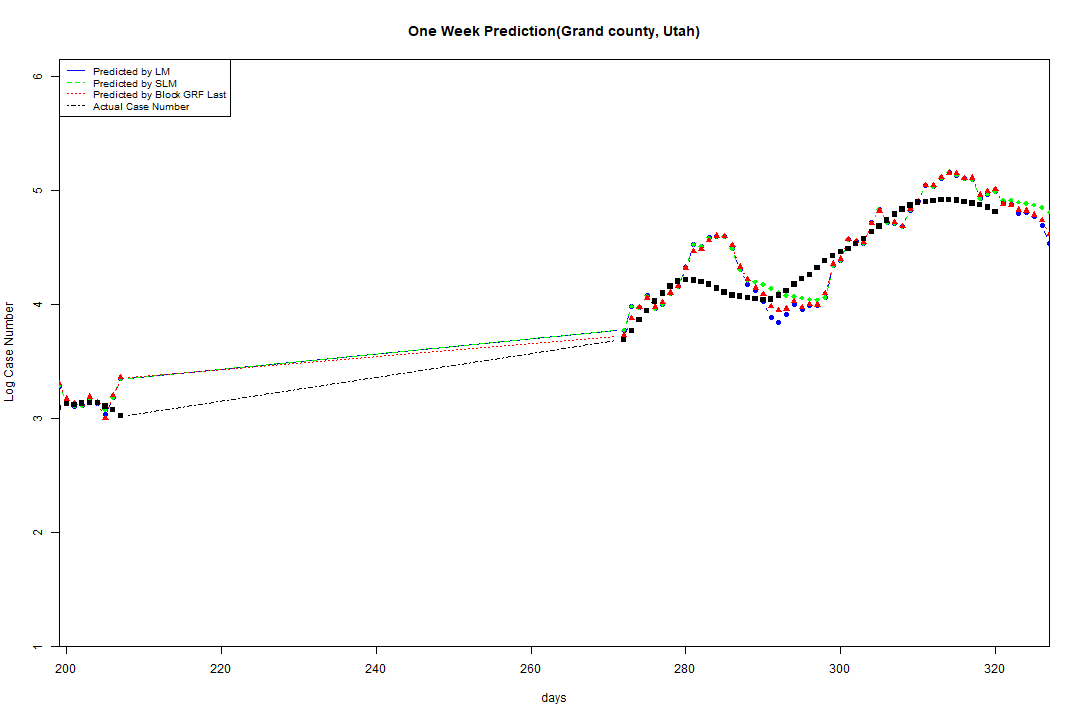 One Week Prediction(Grand county, Utah)
Predicted by LM
Predicted by SLM
Predicted by Block GRF Last
Actual Case Number
6
5
4
3
2
1
Log Case Number
200 220 240 260 280 300 320
days